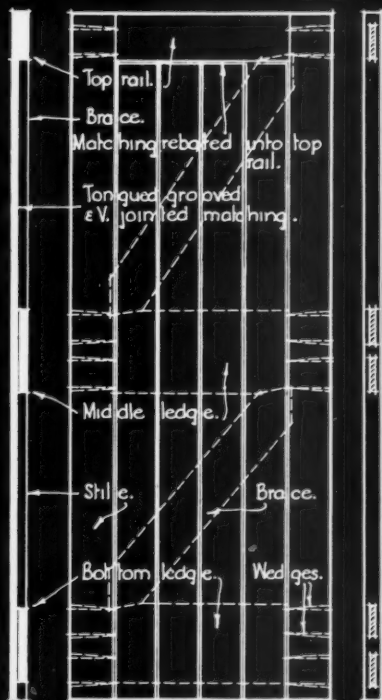 Top rail.
Brace.
Matching rebated into top
rail.
Tongued grooved
& V. jointed matching.
Middle ledge.
Stile.
Brace.
Bottom ledge.
Wedges.